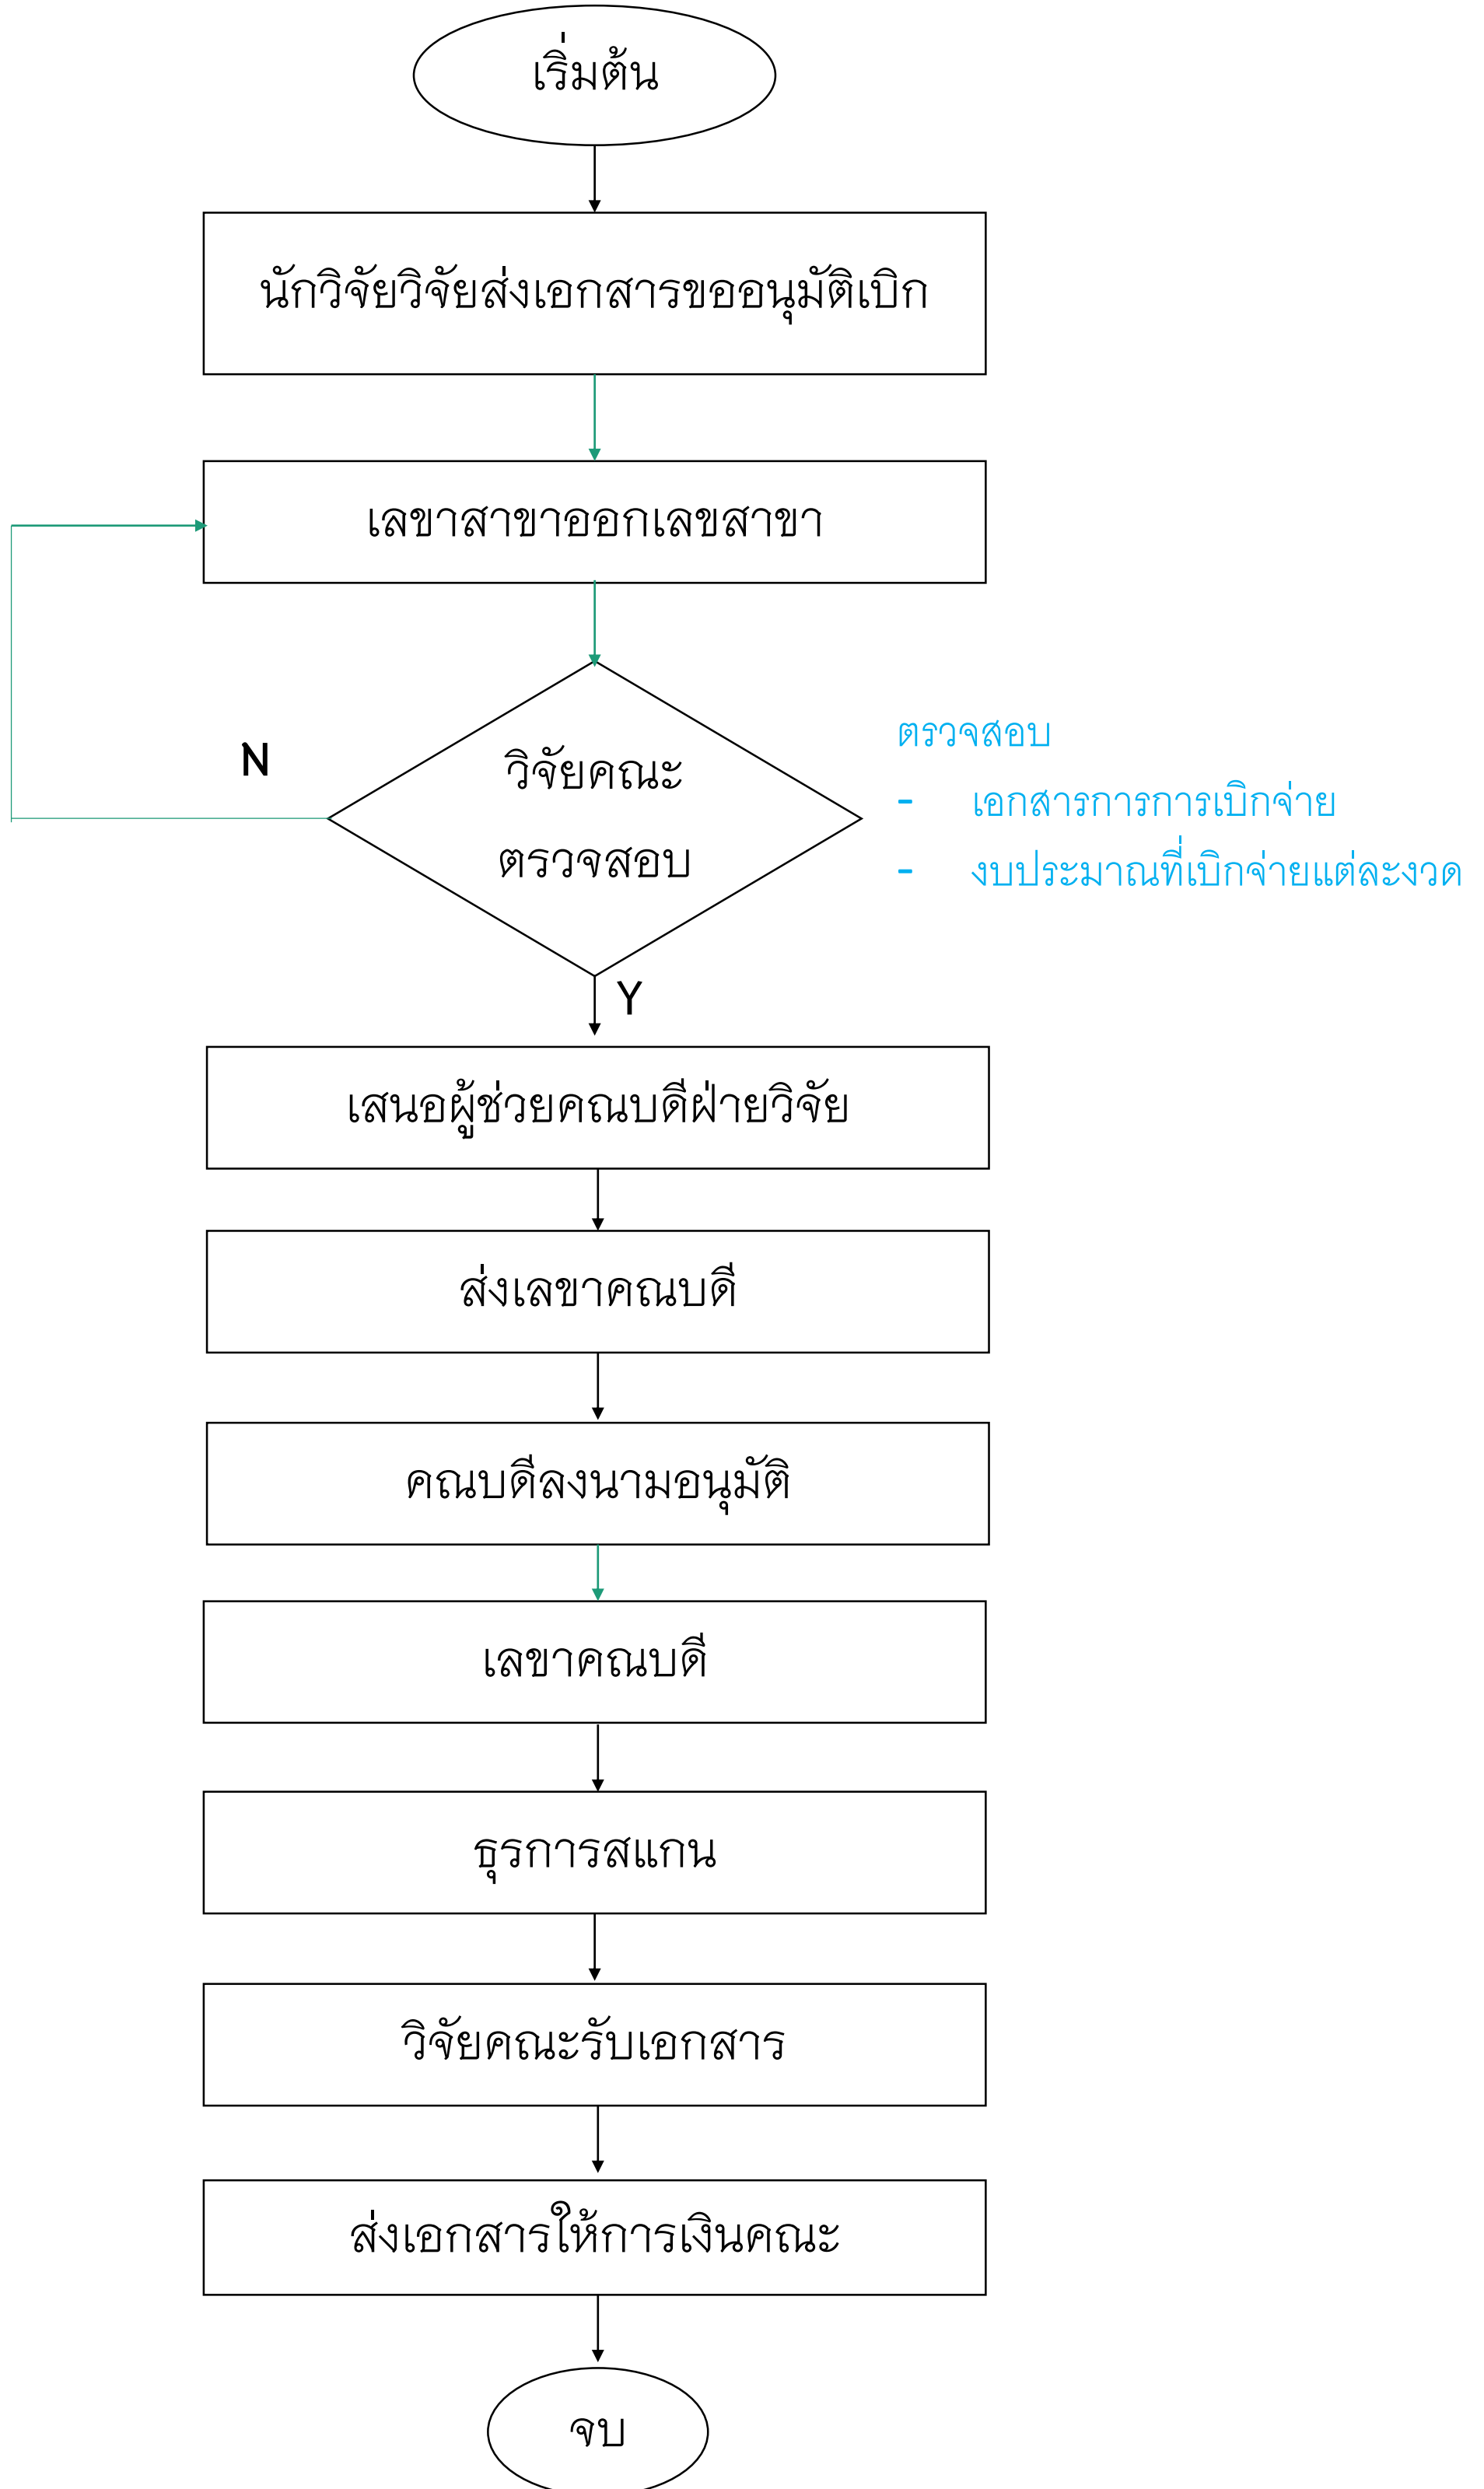 เริ่มต้น
นักวิจัยวิจัยส่งเอกสารขออนุมัติเบิก
เลขาสาขาออกเลขสาขา
N
วิจัยคณะ
ตรวจสอบ
ตรวจสอบ
- เอกสารการการเบิกจ่าย
- งบประมาณที่เบิกจ่ายแต่ละงวด
Y
เสนอผู้ช่วยคณบดีฝ่ายวิจัย
ส่งเลขาคณบดี
คณบดีลงนามอนุมัติ
เลขาคณบดี
ธุรการสแกน
วิจัยคณะรับเอกสาร
ส่งเอกสารให้การเงินคณะ
จบ